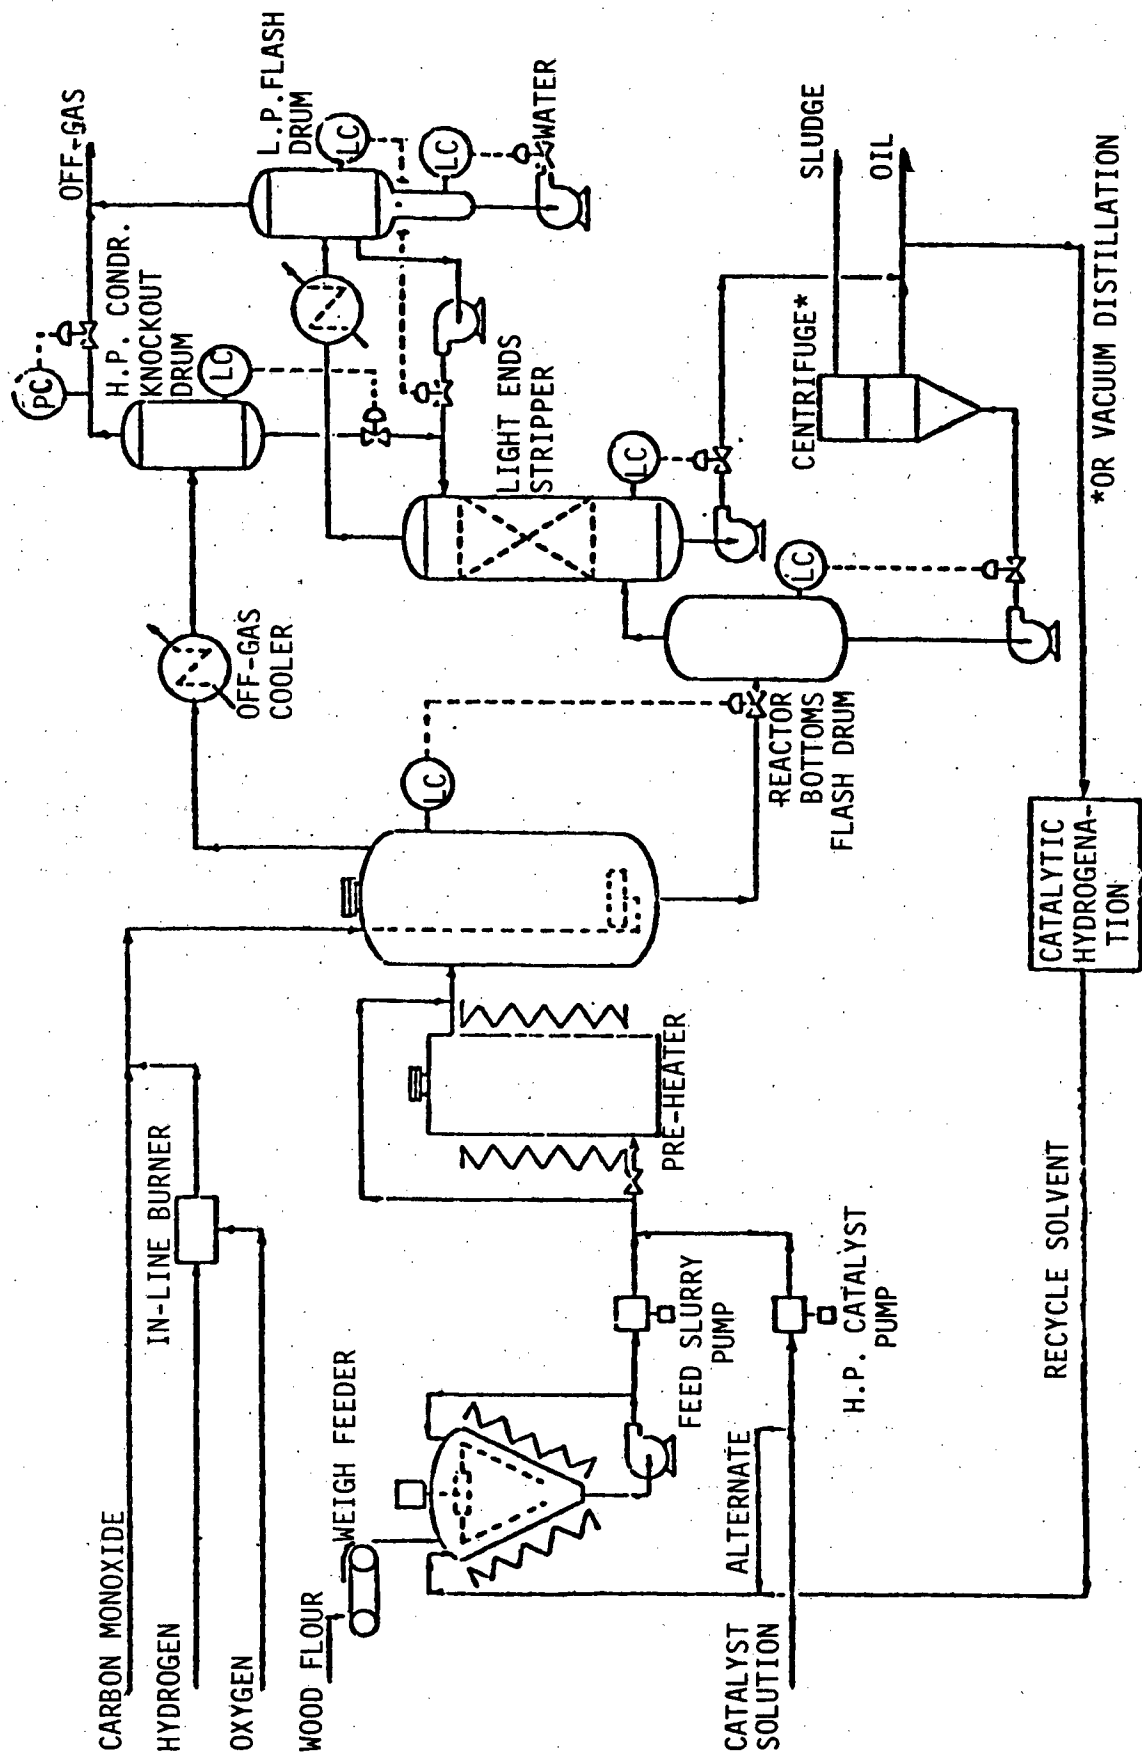 CARBON MONOXIDE
HYDROGEN
OXYGEN
WOOD FLOUR
WEIGH FEEDER
IN-LINE BURNER
CATALYST
SOLUTION
ALTERNATE
FEED SLURRY
PUMP
H.P. CATALYST
PUMP
PRE-HEATER
RECYCLE SOLVENT
CATALYTIC
HYDROGENA-
TION
LC
REACTOR
BOTTOMS
FLASH DRUM
OFF-GAS
COOLER
PC
H.P. CONDR.
KNOCKOUT
DRUM
LC
OFF-GAS
L.P. FLASH
DRUM
LC
LC
WATER
LIGHT ENDS
STRIPPER
LC
LC
CENTRIFUGE*
SLUDGE
OIL
*OR VACUUM DISTILLATION